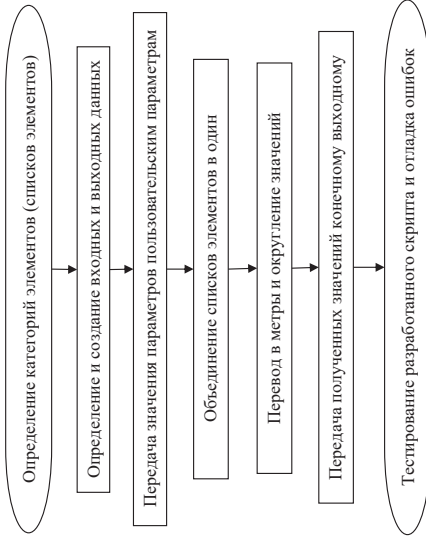 Определение категорий элементов (списков элементов)
Определение и создание входных и выходных данных
Передача значения параметров пользовательским параметрам
Объединение списков элементов в один
Перевод в метры и округление значений
Передача полученных значений конечному выходному
Тестирование разработанного скрипта и отладка ошибок